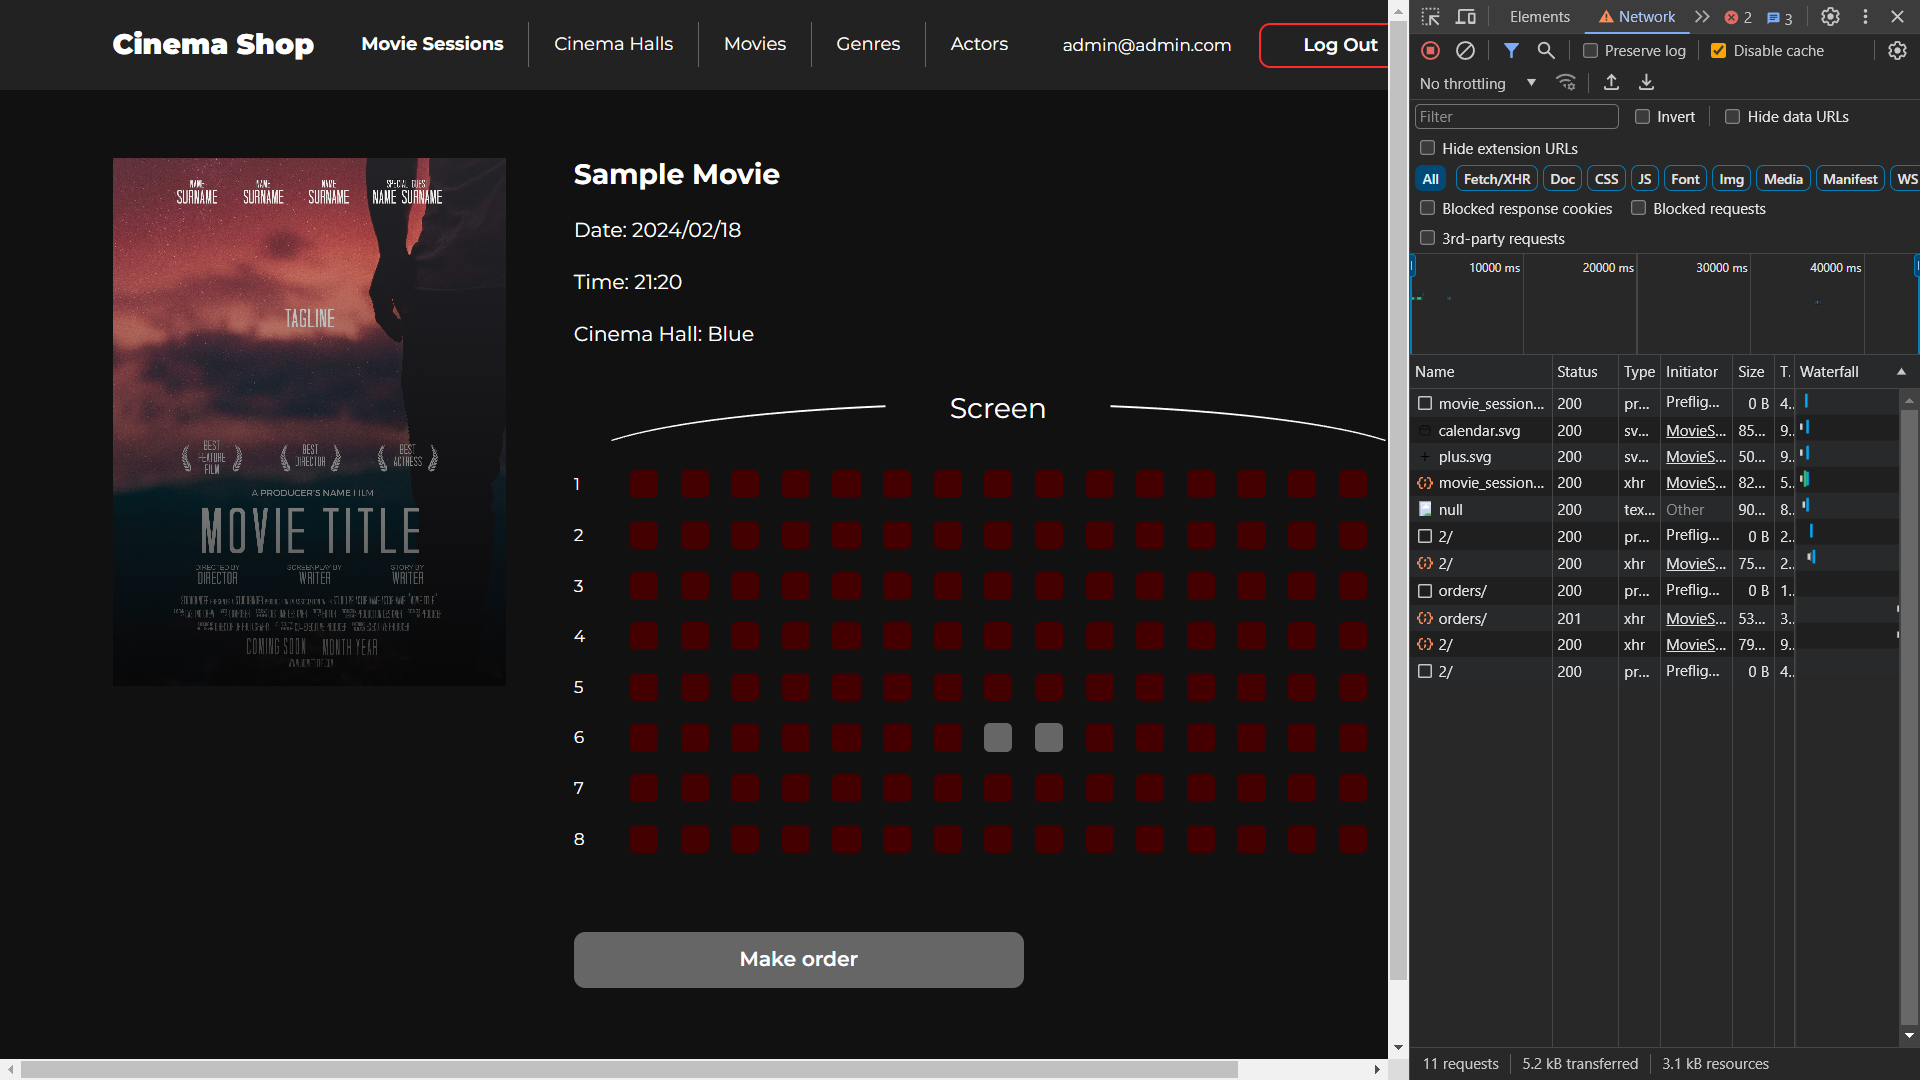 Cinema Shop
Movie Sessions
Cinema Halls
Movies
Genres
Actors
admin@admin.com
Log Out
NAME SURNAME
NAME SURNAME
NAME SURNAME
NAME SURNAME
TAGLINE
BEST FEATURE FILM
BEST DIRECTOR
BEST ACTRESS
A PRODUCER'S NAME FILM
MOVIE TITLE
DIRECTED BY DIRECTOR
SCREENPLAY BY WRITER
STORY BY WRITER
COMING SOON MONTH YEAR
Sample Movie
Date: 2024/02/18
Time: 21:20
Cinema Hall: Blue
Screen
1
2
3
4
5
6
7
8
Make order
Elements
Network
2
3
Preserve log
Disable cache
No throttling
Filter
Invert
Hide data URLs
Hide extension URLs
All
Fetch/XHR
Doc
CSS
JS
Font
Img
Media
Manifest
WS
Blocked response cookies
Blocked requests
3rd-party requests
10000 ms
20000 ms
30000 ms
40000 ms
Name Status Type Initiator Size T. Waterfall
movie_session... 200 pr... Preflig... 0 B 4..
calendar.svg 200 sv... MovieS... 85... 9..
plus.svg 200 sv... MovieS... 50... 9..
movie_session... 200 xhr MovieS... 82... 5..
null 200 tex... Other 90... 8..
2/ 200 pr... Preflig... 0 B 2..
2/ 200 xhr MovieS... 75... 2..
orders/ 200 pr... Preflig... 0 B 1..
orders/ 201 xhr MovieS... 53... 3..
2/ 200 xhr MovieS... 79... 9..
2/ 200 pr... Preflig... 0 B 4..
11 requests
5.2 kB transferred
3.1 kB resources